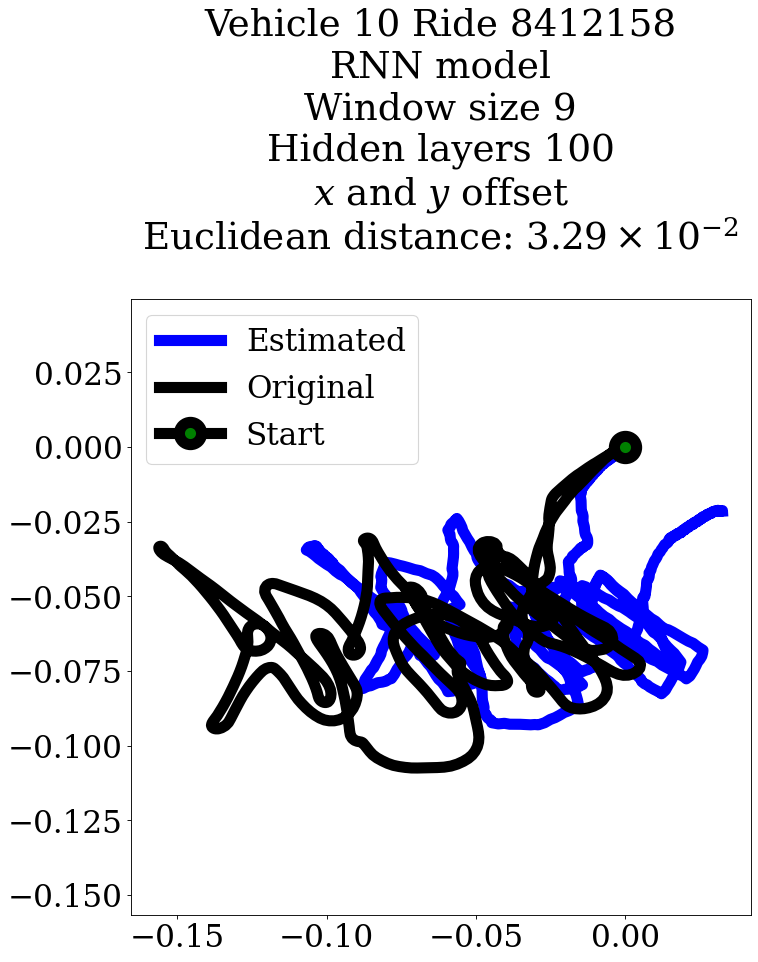 Vehicle 10 Ride 8412158
RNN model
Window size 9
Hidden layers 100
x and y offset
Euclidean distance: 3.29 × 10⁻²
Estimated
Original
Start
0.025
0.000
−0.025
−0.050
−0.075
−0.100
−0.125
−0.150
−0.15 −0.10 −0.05 0.00